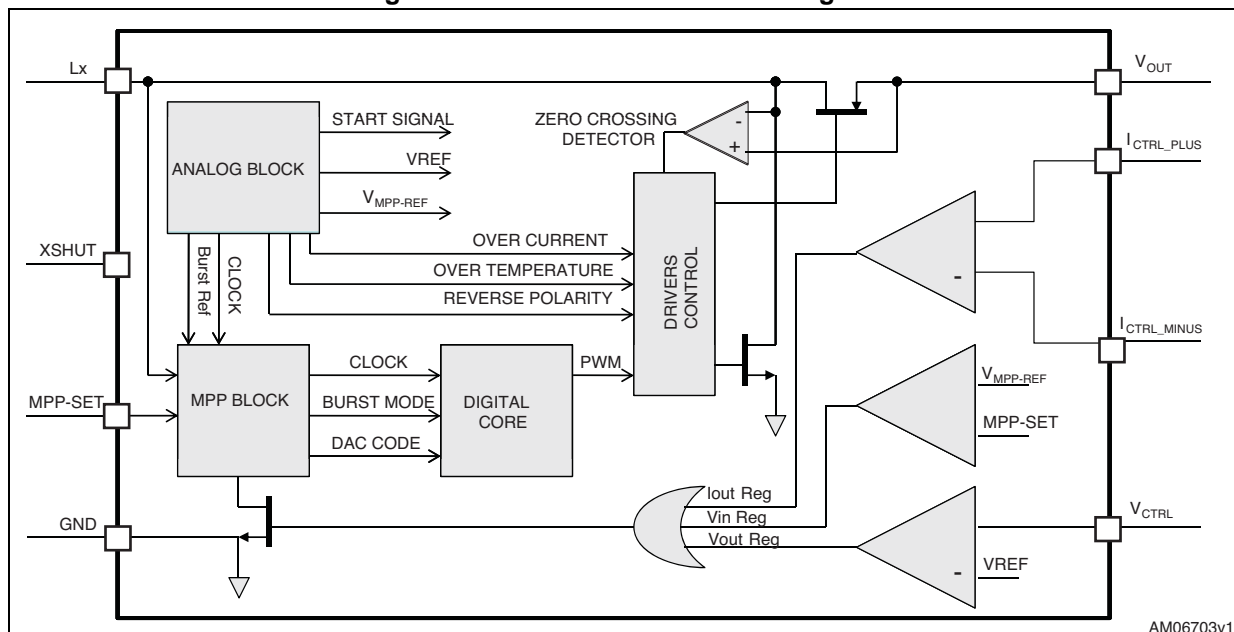 Lx
VOUT
START SIGNAL
ZERO CROSSING
DETECTOR
-
+
ICTRL_PLUS
ANALOG BLOCK
VREF
VMPP-REF
XSHUT
Burst Ref
CLOCK
OVER CURRENT
OVER TEMPERATURE
REVERSE POLARITY
DRIVERS
CONTROL
-
ICTRL_MINUS
CLOCK
PWM
VMPP-REF
MPP-SET
MPP BLOCK
BURST MODE
DIGITAL
CORE
MPP-SET
DAC CODE
Iout Reg
Vin Reg
Vout Reg
GND
VCTRL
VREF
-
AM06703v1